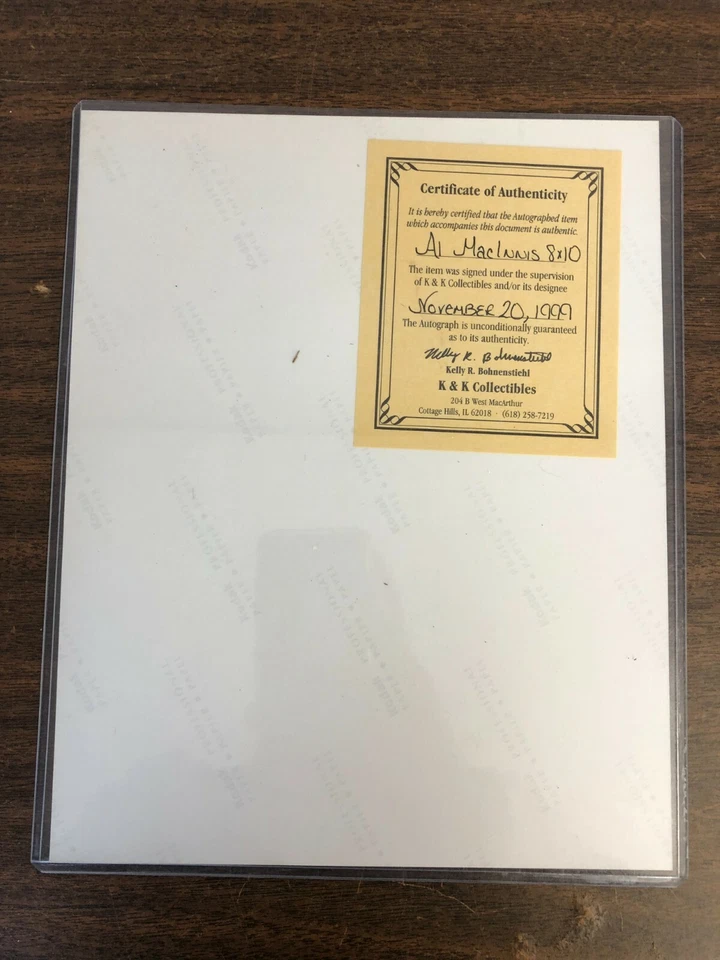 Certificate of Authenticity
It is hereby certified that the Autographed item
which accompanies this document is authentic.
Al MacInnis 8x10
The item was signed under the supervision
of K & K Collectibles and/or its designee
November 20, 1999
The Autograph is unconditionally guaranteed
as to its authenticity.
Kelly R. Bohnenstiehl
Kelly R. Bohnenstiehl
K & K Collectibles
204 B West MacArthur
Cottage Hills, IL 62018 · (618) 258-7219